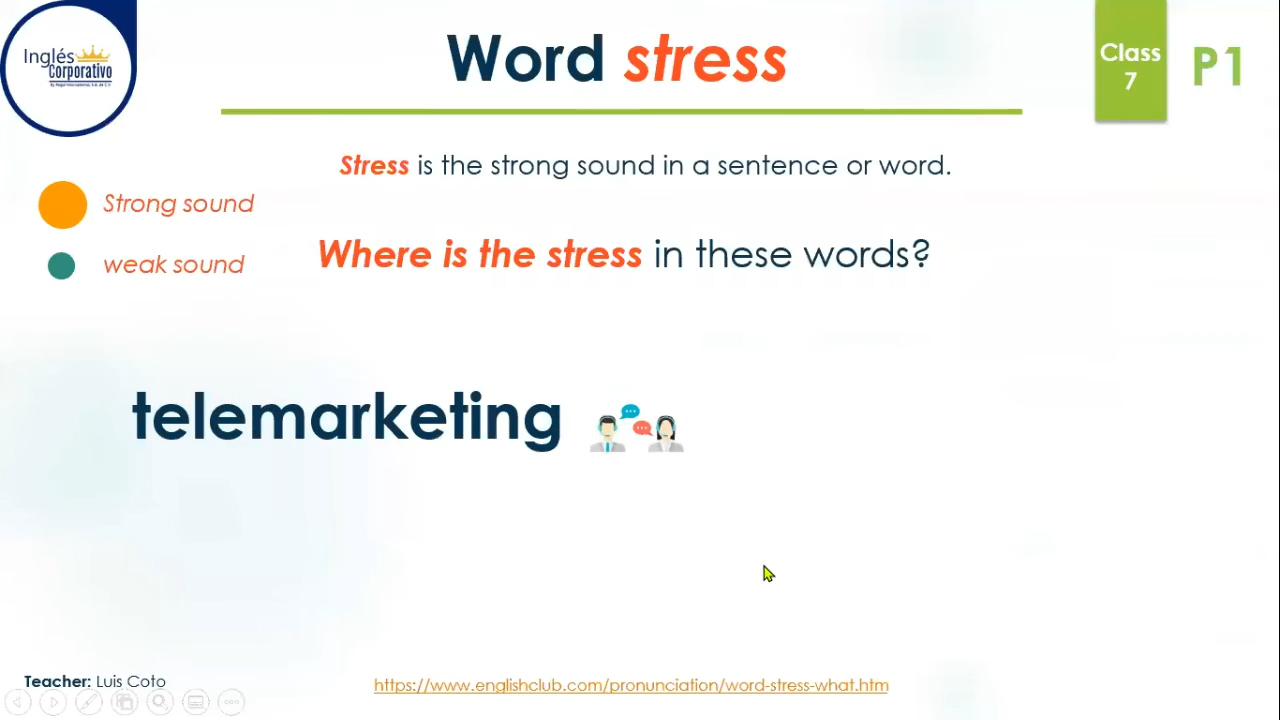 Inglés
Corporativo
Word stress
Class
7
P1
Stress is the strong sound in a sentence or word.
Strong sound
weak sound
Where is the stress in these words?
telemarketing
Teacher: Luis Coto
https://www.englishclub.com/pronunciation/word-stress-what.htm